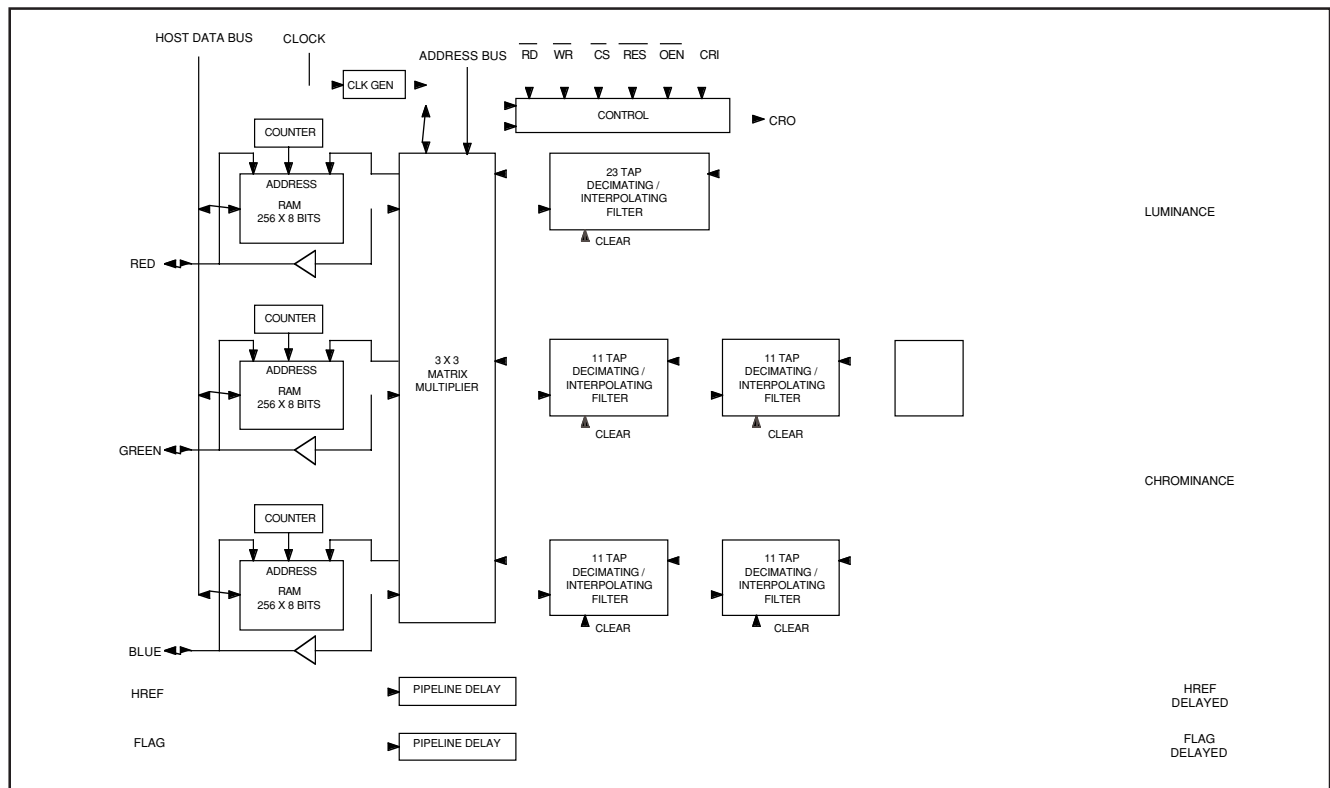 HOST DATA BUS
CLOCK
ADDRESS BUS
RD
WR
CS
RES
OEN
CRI
CLK GEN
CONTROL
CRO
COUNTER
ADDRESS
RAM
256 X 8 BITS
RED
23 TAP
DECIMATING /
INTERPOLATING
FILTER
CLEAR
LUMINANCE
COUNTER
ADDRESS
RAM
256 X 8 BITS
GREEN
3 X 3
MATRIX
MULTIPLIER
11 TAP
DECIMATING /
INTERPOLATING
FILTER
CLEAR
11 TAP
DECIMATING /
INTERPOLATING
FILTER
CLEAR
CHROMINANCE
COUNTER
ADDRESS
RAM
256 X 8 BITS
BLUE
11 TAP
DECIMATING /
INTERPOLATING
FILTER
CLEAR
11 TAP
DECIMATING /
INTERPOLATING
FILTER
CLEAR
HREF
PIPELINE DELAY
HREF
DELAYED
FLAG
PIPELINE DELAY
FLAG
DELAYED